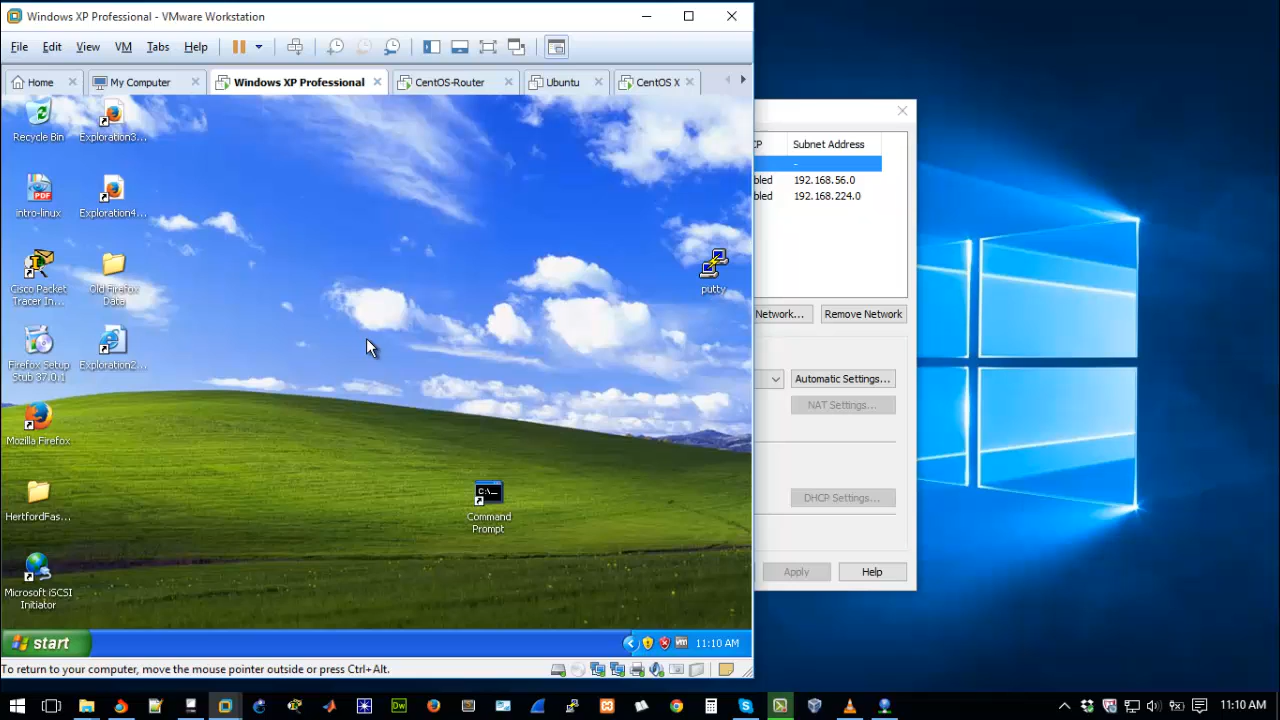 Windows XP Professional - VMware Workstation
File Edit View VM Tabs Help
Home
My Computer
Windows XP Professional
CentOS-Router
Ubuntu
CentOS X
Recycle Bin
Exploration3...
intro-linux
Exploration4...
Cisco Packet
Tracer In...
Old Firefox
Data
putty
Firefox Setup
Stub 37.0.1
Exploration2...
Mozilla Firefox
HertfordFas...
C:\_
Command
Prompt
Microsoft iSCSI
Initiator
start
11:10 AM
To return to your computer, move the mouse pointer outside or press Ctrl+Alt.
CP Subnet Address
-
bled 192.168.56.0
bled 192.168.224.0
Network... Remove Network
Automatic Settings...
NAT Settings...
DHCP Settings...
Apply Help
11:10 AM